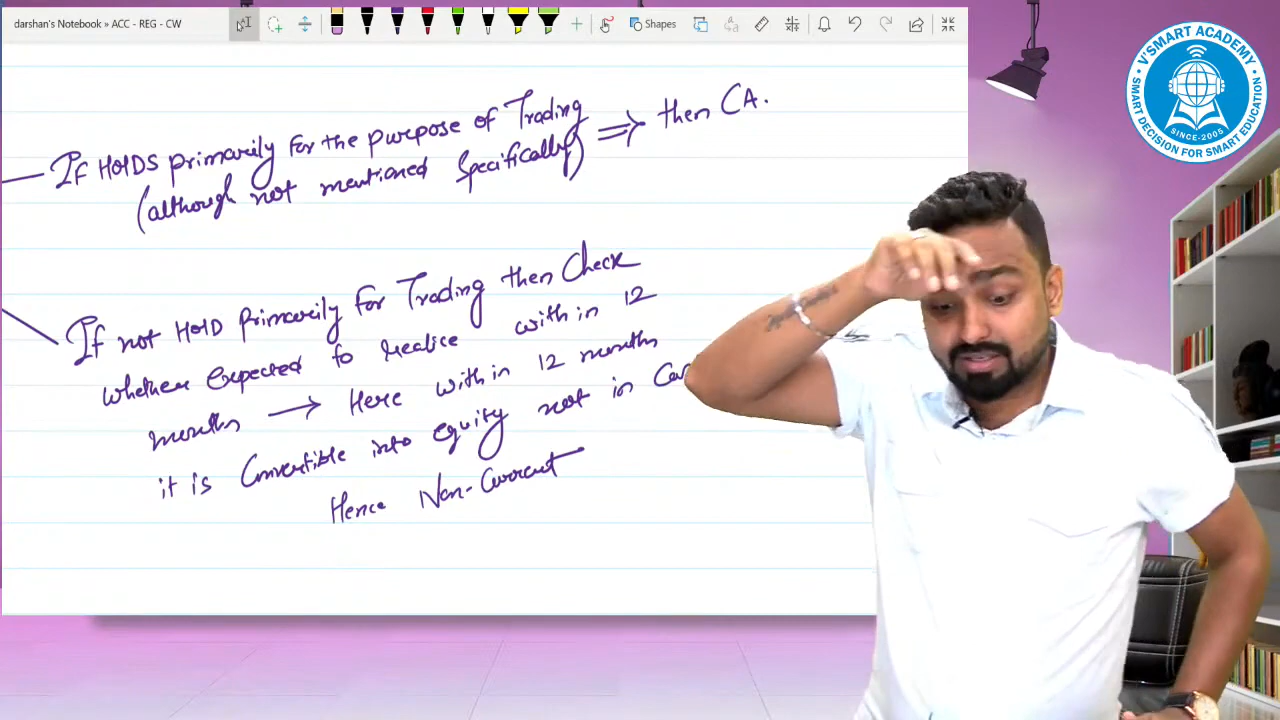 darshan's Notebook » ACC - REG - CW
Shapes
If HOLDS primarily for the purpose of Trading ⇒ then CA.
(although not mentioned specifically)
If not HOLD primarily for Trading then Check
whether expected to realise with in 12
months → Here with in 12 months
it is Convertible into equity not in
Hence Non-Current
V'SMART ACADEMY
SINCE-2005
SMART DECISION FOR SMART EDUCATION